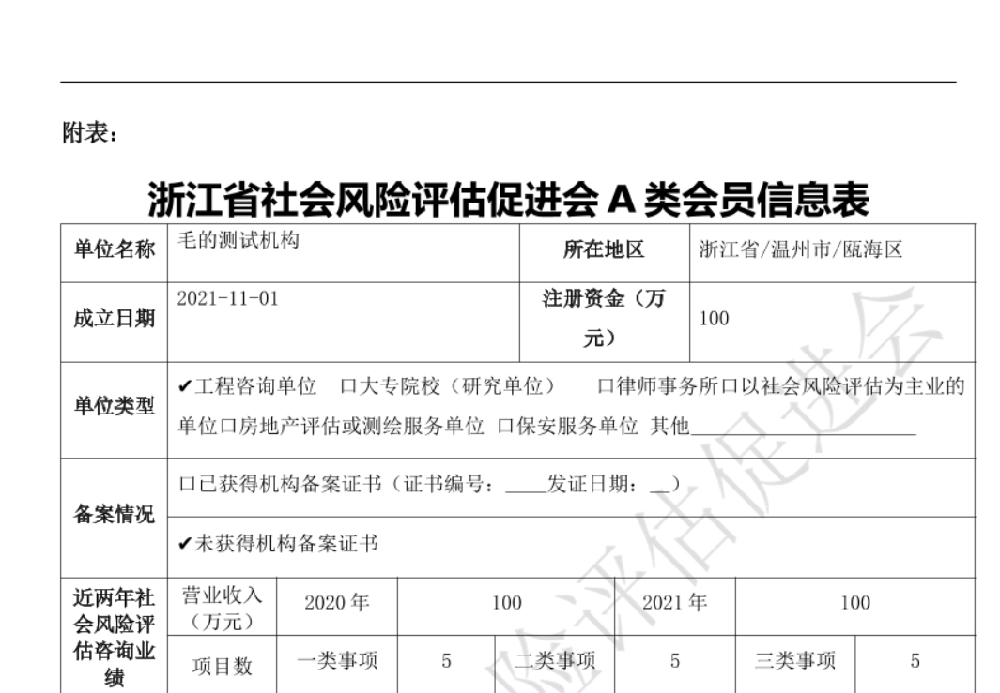 附表：
浙江省社会风险评估促进会 A 类会员信息表
单位名称 毛的测试机构 所在地区 浙江省/温州市/瓯海区
成立日期 2021-11-01 注册资金（万元） 100
单位类型 ✔工程咨询单位 口大专院校（研究单位） 口律师事务所口以社会风险评估为主业的
单位口房地产评估或测绘服务单位 口保安服务单位 其他______________________
备案情况 口已获得机构备案证书（证书编号：____发证日期：__）
✔未获得机构备案证书
近两年社会风险评估咨询业绩 营业收入（万元） 2020 年 100 2021 年 100
项目数 一类事项 5 二类事项 5 三类事项 5
险评估促进会